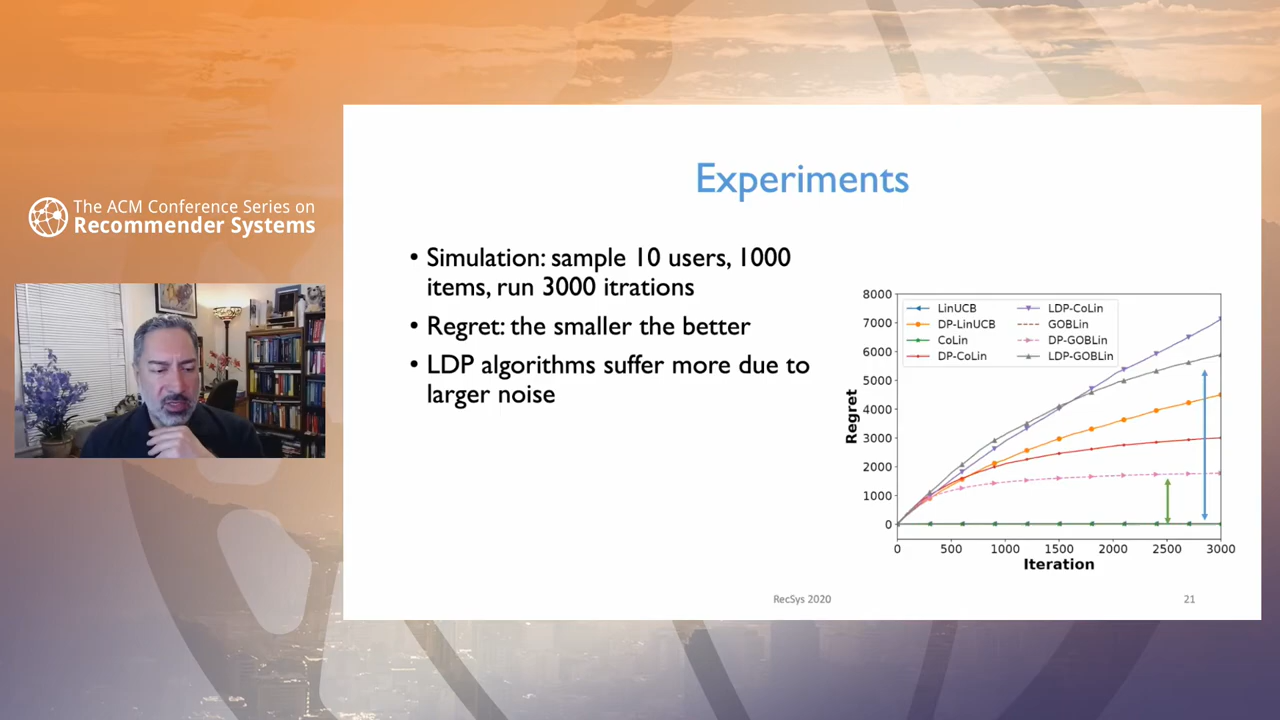 The ACM Conference Series on
Recommender Systems
Experiments
• Simulation: sample 10 users, 1000
items, run 3000 itrations
• Regret: the smaller the better
• LDP algorithms suffer more due to
larger noise
8000
7000
6000
5000
4000
3000
2000
1000
0
Regret
LinUCB
DP-LinUCB
CoLin
DP-CoLin
LDP-CoLin
GOBLin
DP-GOBLin
LDP-GOBLin
0 500 1000 1500 2000 2500 3000
Iteration
RecSys 2020
21